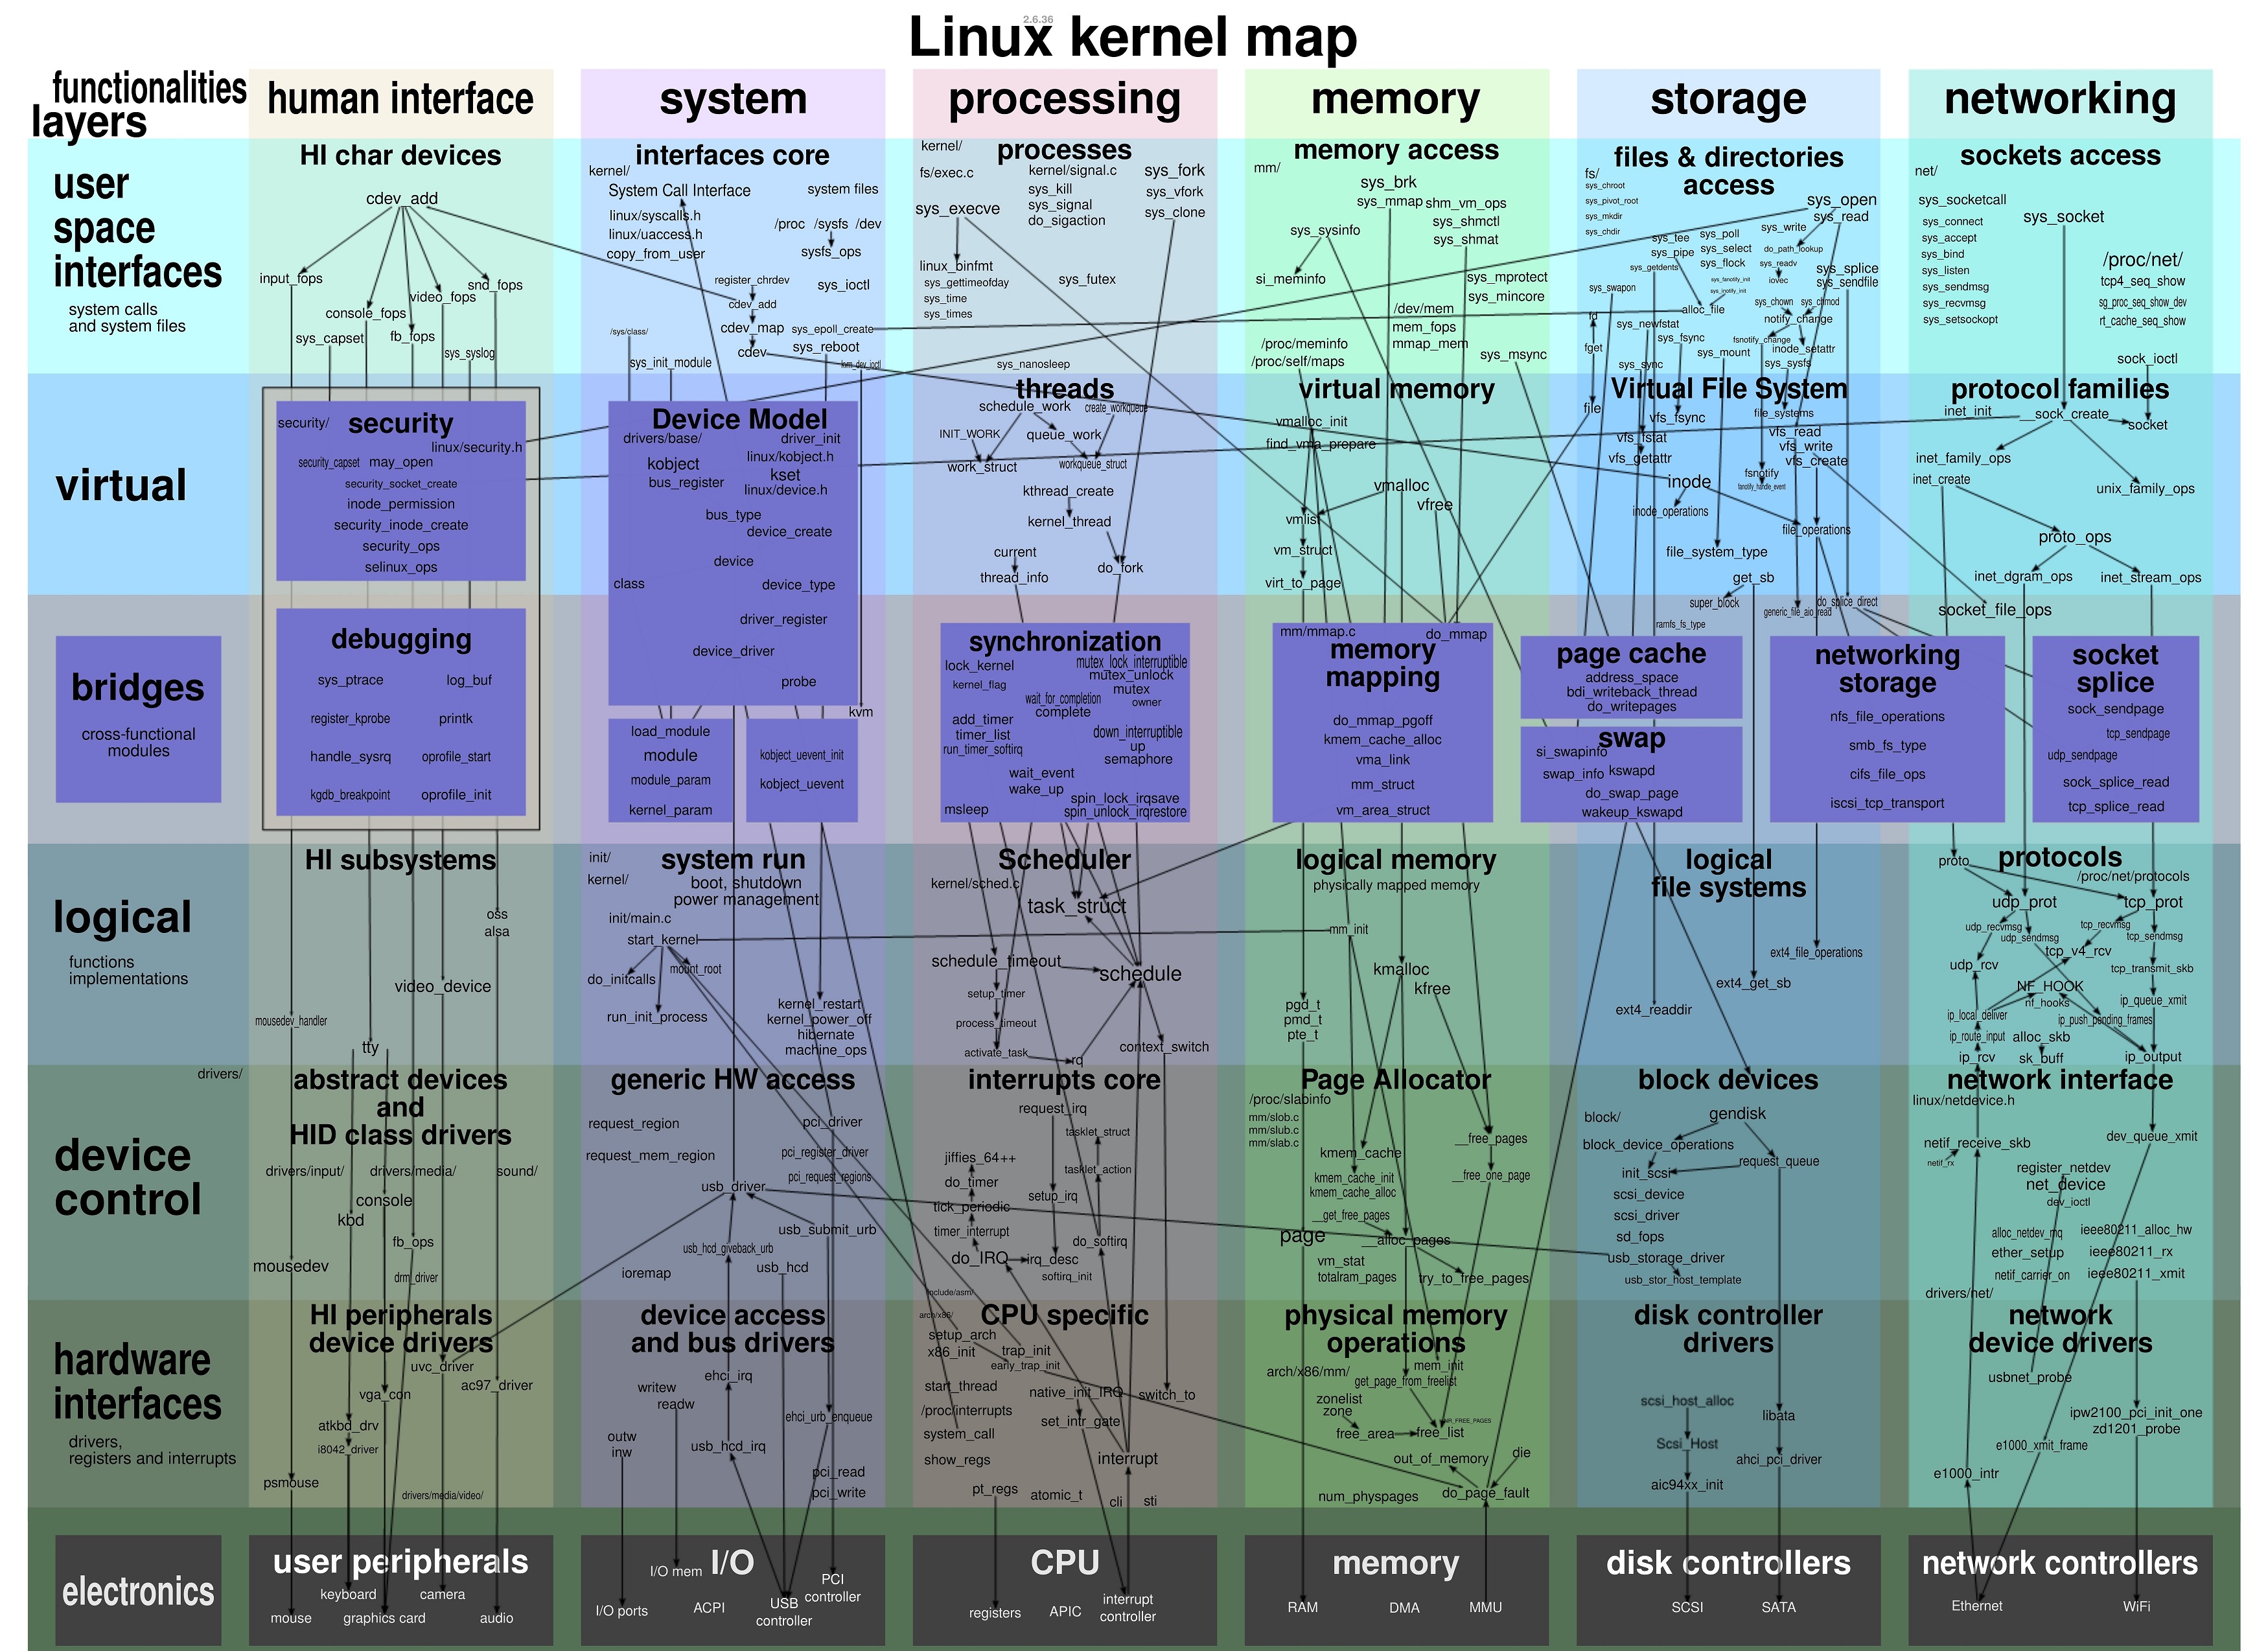 2.6.36
Linux kernel map
functionalities
layers
human interface
system
processing
memory
storage
networking
user
space
interfaces
system calls
and system files
HI char devices
cdev_add
input_fops
snd_fops
video_fops
console_fops
fb_fops
sys_capset
sys_syslog
interfaces core
kernel/
System Call Interface
system files
linux/syscalls.h
linux/uaccess.h
copy_from_user
/proc /sysfs /dev
sysfs_ops
register_chrdev
sys_ioctl
cdev_add
cdev_map
sys_epoll_create
/sys/class/
cdev
sys_reboot
sys_init_module
kvm_dev_ioctl
processes
kernel/
fs/exec.c
kernel/signal.c
sys_fork
sys_kill
sys_vfork
sys_signal
sys_execve
sys_clone
do_sigaction
linux_binfmt
sys_gettimeofday
sys_futex
sys_time
sys_times
sys_nanosleep
memory access
mm/
sys_brk
sys_mmap
shm_vm_ops
sys_shmctl
sys_sysinfo
sys_shmat
si_meminfo
sys_mprotect
sys_mincore
/dev/mem
mem_fops
mmap_mem
/proc/meminfo
/proc/self/maps
sys_msync
files & directories
access
fs/
sys_chroot
sys_pivot_root
sys_mkdir
sys_chdir
sys_open
sys_read
sys_write
sys_tee
sys_poll
sys_pipe
sys_select
do_path_lookup
sys_getdents
sys_flock
sys_readv
sys_splice
sys_fanotify_init
iovec
sys_sendfile
sys_swapon
sys_inotify_init
sys_chown
sys_chmod
alloc_file
fd
sys_newfstat
notify_change
fget
sys_fsync
fsnotify_change
inode_setattr
sys_mount
sys_sync
sys_sysfs
sockets access
net/
sys_socketcall
sys_socket
sys_connect
sys_accept
sys_bind
sys_listen
sys_sendmsg
sys_recvmsg
sys_setsockopt
/proc/net/
tcp4_seq_show
sg_proc_seq_show_dev
rt_cache_seq_show
sock_ioctl
virtual
security
security/
linux/security.h
security_capset
may_open
security_socket_create
inode_permission
security_inode_create
security_ops
selinux_ops
Device Model
drivers/base/
driver_init
linux/kobject.h
kobject
kset
bus_register
linux/device.h
bus_type
device_create
device
class
device_type
driver_register
device_driver
probe
kvm
threads
schedule_work
create_workqueue
INIT_WORK
queue_work
work_struct
workqueue_struct
kthread_create
kernel_thread
current
thread_info
do_fork
virtual memory
vmalloc_init
find_vma_prepare
vmalloc
vfree
vmlist
vm_struct
virt_to_page
Virtual File System
file
vfs_fsync
file_systems
vfs_fstat
vfs_read
vfs_write
vfs_getattr
vfs_create
fsnotify
inode
fanotify_handle_event
inode_operations
file_operations
file_system_type
get_sb
super_block
generic_file_aio_read
do_splice_direct
ramfs_fs_type
protocol families
inet_init
__sock_create
socket
inet_family_ops
inet_create
unix_family_ops
proto_ops
inet_dgram_ops
inet_stream_ops
socket_file_ops
bridges
cross-functional
modules
debugging
sys_ptrace
log_buf
register_kprobe
printk
handle_sysrq
oprofile_start
kgdb_breakpoint
oprofile_init
load_module
module
module_param
kernel_param
kobject_uevent_init
kobject_uevent
synchronization
lock_kernel
mutex_lock_interruptible
mutex_unlock
kernel_flag
mutex
wait_for_completion
owner
complete
add_timer
timer_list
down_interruptible
run_timer_softirq
up
semaphore
wait_event
wake_up
spin_lock_irqsave
msleep
spin_unlock_irqrestore
mm/mmap.c
do_mmap
memory
mapping
do_mmap_pgoff
kmem_cache_alloc
vma_link
mm_struct
vm_area_struct
page cache
address_space
bdi_writeback_thread
do_writepages
swap
si_swapinfo
swap_info
kswapd
do_swap_page
wakeup_kswapd
networking
storage
nfs_file_operations
smb_fs_type
cifs_file_ops
iscsi_tcp_transport
socket
splice
sock_sendpage
tcp_sendpage
udp_sendpage
sock_splice_read
tcp_splice_read
logical
functions
implementations
HI subsystems
oss
alsa
video_device
mousedev_handler
tty
system run
init/
kernel/
boot, shutdown
power management
init/main.c
start_kernel
do_initcalls
mount_root
run_init_process
kernel_restart
kernel_power_off
hibernate
machine_ops
Scheduler
kernel/sched.c
task_struct
schedule_timeout
schedule
setup_timer
process_timeout
activate_task
rq
context_switch
logical memory
physically mapped memory
mm_init
kmalloc
kfree
pgd_t
pmd_t
pte_t
logical
file systems
ext4_file_operations
ext4_get_sb
ext4_readdir
protocols
proto
/proc/net/protocols
udp_prot
tcp_prot
udp_recvmsg
tcp_recvmsg
udp_sendmsg
tcp_sendmsg
tcp_v4_rcv
udp_rcv
tcp_transmit_skb
NF_HOOK
nf_hooks
ip_queue_xmit
ip_local_deliver
ip_push_pending_frames
ip_route_input
alloc_skb
ip_rcv
sk_buff
ip_output
device
control
drivers/
abstract devices
and
HID class drivers
drivers/input/
drivers/media/
sound/
console
kbd
fb_ops
mousedev
drm_driver
generic HW access
request_region
pci_driver
request_mem_region
pci_register_driver
pci_request_regions
usb_driver
usb_submit_urb
usb_hcd_giveback_urb
usb_hcd
ioremap
interrupts core
request_irq
tasklet_struct
jiffies_64++
tasklet_action
do_timer
setup_irq
tick_periodic
timer_interrupt
do_softirq
do_IRQ
irq_desc
softirq_init
include/asm/
Page Allocator
/proc/slabinfo
mm/slob.c
mm/slub.c
mm/slab.c
__free_pages
kmem_cache
kmem_cache_init
__free_one_page
kmem_cache_alloc
__get_free_pages
page
__alloc_pages
vm_stat
totalram_pages
try_to_free_pages
block devices
block/
gendisk
block_device_operations
request_queue
init_scsi
scsi_device
scsi_driver
sd_fops
usb_storage_driver
usb_stor_host_template
network interface
linux/netdevice.h
netif_receive_skb
dev_queue_xmit
netif_rx
register_netdev
net_device
dev_ioctl
alloc_netdev_mq
ieee80211_alloc_hw
ether_setup
ieee80211_rx
netif_carrier_on
ieee80211_xmit
drivers/net/
hardware
interfaces
drivers,
registers and interrupts
HI peripherals
device drivers
uvc_driver
vga_con
ac97_driver
atkbd_drv
i8042_driver
psmouse
drivers/media/video/
device access
and bus drivers
ehci_irq
writew
readw
ehci_urb_enqueue
outw
inw
usb_hcd_irq
pci_read
pci_write
CPU specific
arch/x86/
setup_arch
x86_init
trap_init
early_trap_init
start_thread
native_init_IRQ
switch_to
/proc/interrupts
set_intr_gate
system_call
show_regs
interrupt
pt_regs
atomic_t
cli
sti
physical memory
operations
arch/x86/mm/
mem_init
get_page_from_freelist
zonelist
zone
NR_FREE_PAGES
free_area
free_list
die
out_of_memory
num_physpages
do_page_fault
disk controller
drivers
scsi_host_alloc
libata
Scsi_Host
ahci_pci_driver
aic94xx_init
network
device drivers
usbnet_probe
ipw2100_pci_init_one
zd1201_probe
e1000_xmit_frame
e1000_intr
electronics
user peripherals
keyboard
camera
mouse
graphics card
audio
I/O
I/O mem
PCI
controller
I/O ports
ACPI
USB
controller
CPU
registers
APIC
interrupt
controller
memory
RAM
DMA
MMU
disk controllers
SCSI
SATA
network controllers
Ethernet
WiFi